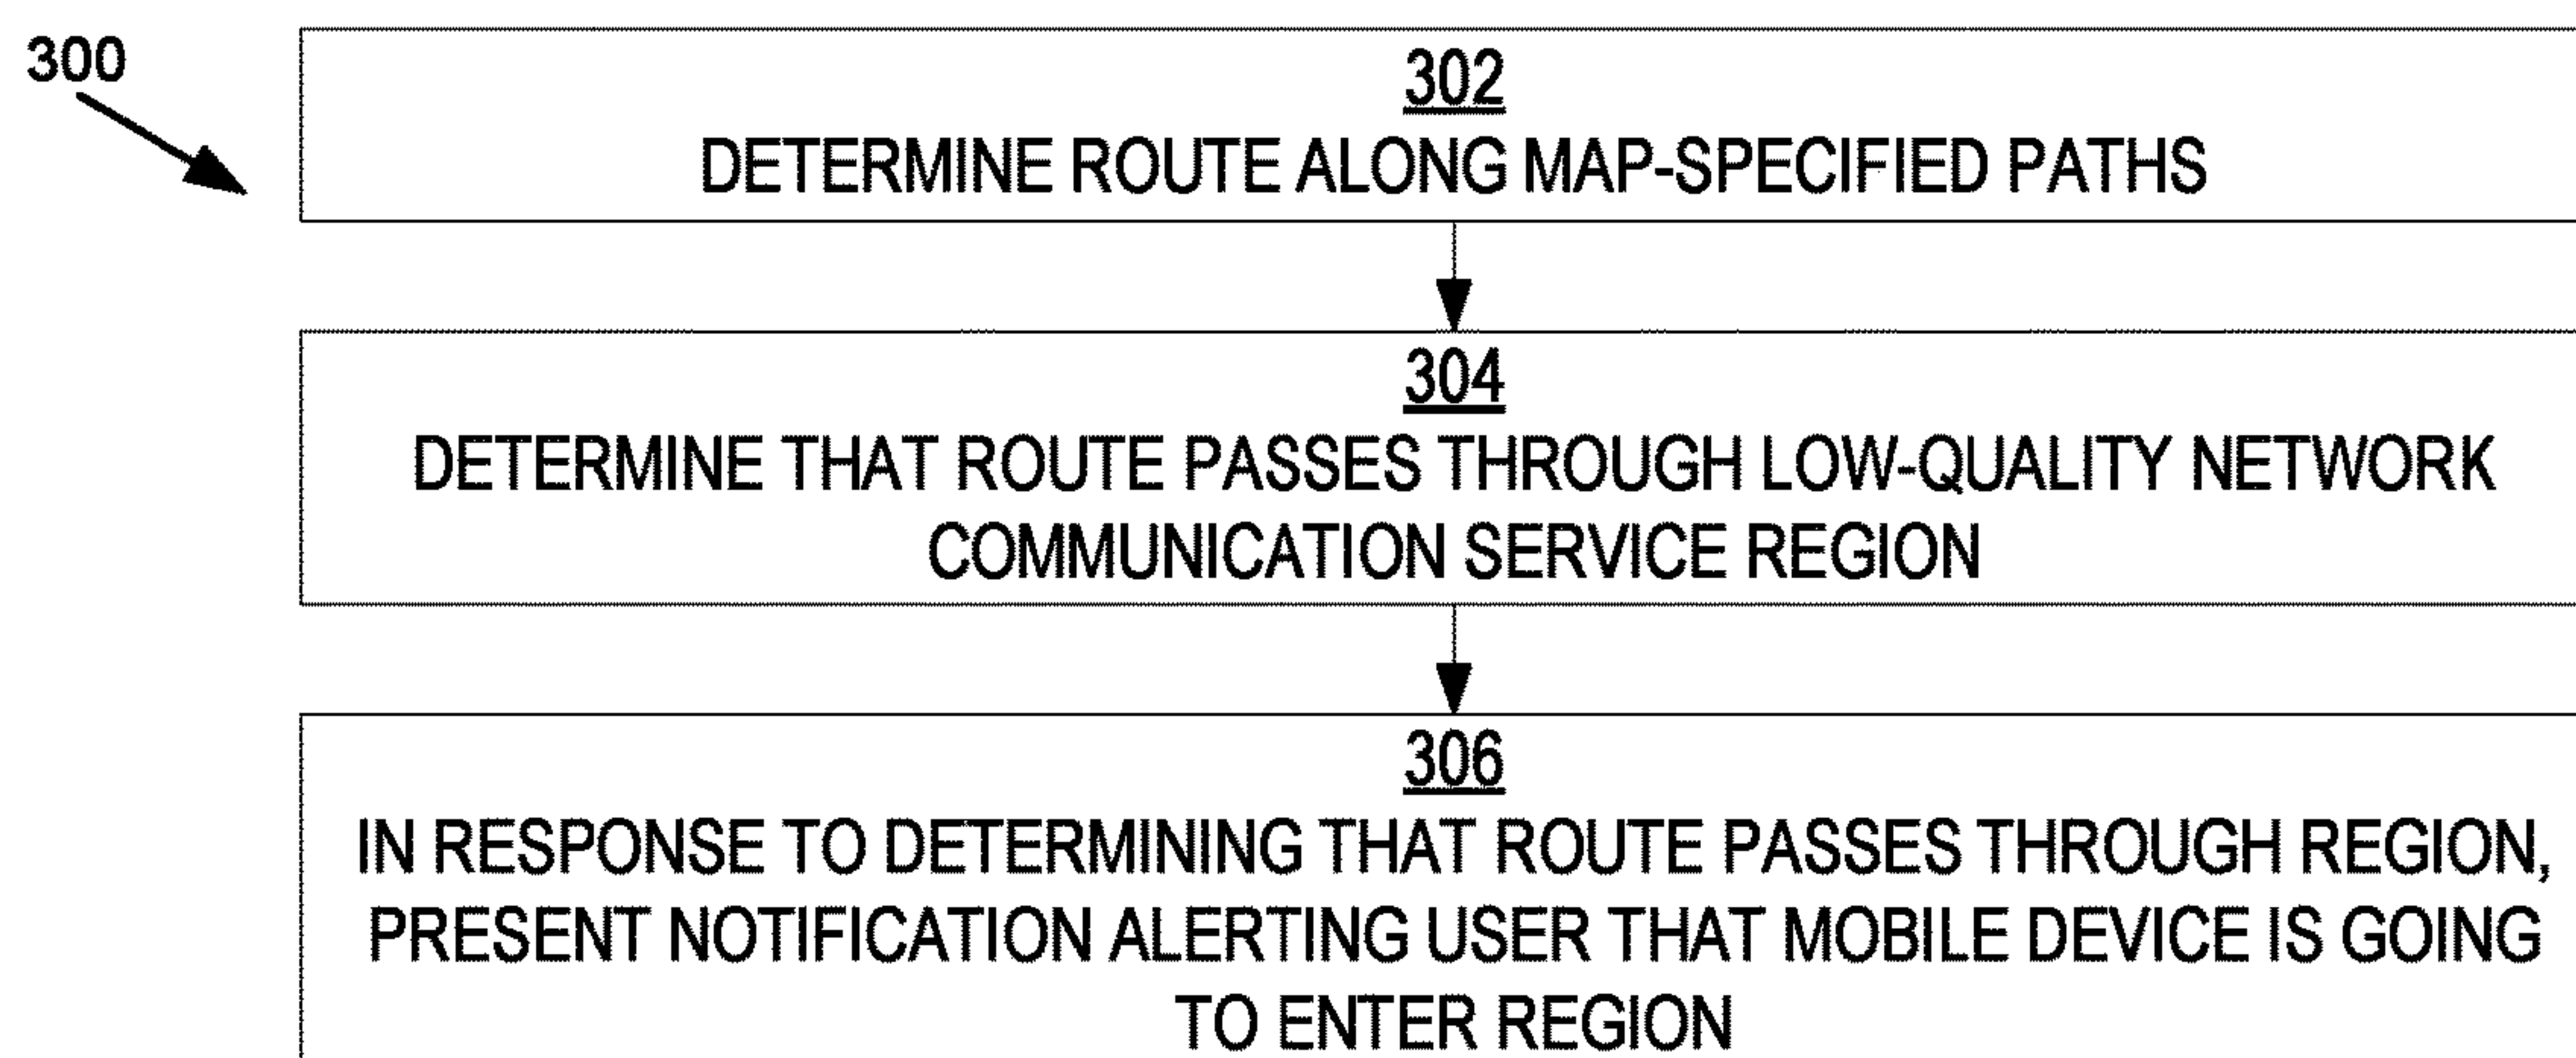 300
302
DETERMINE ROUTE ALONG MAP-SPECIFIED PATHS
304
DETERMINE THAT ROUTE PASSES THROUGH LOW-QUALITY NETWORK
COMMUNICATION SERVICE REGION
306
IN RESPONSE TO DETERMINING THAT ROUTE PASSES THROUGH REGION,
PRESENT NOTIFICATION ALERTING USER THAT MOBILE DEVICE IS GOING
TO ENTER REGION